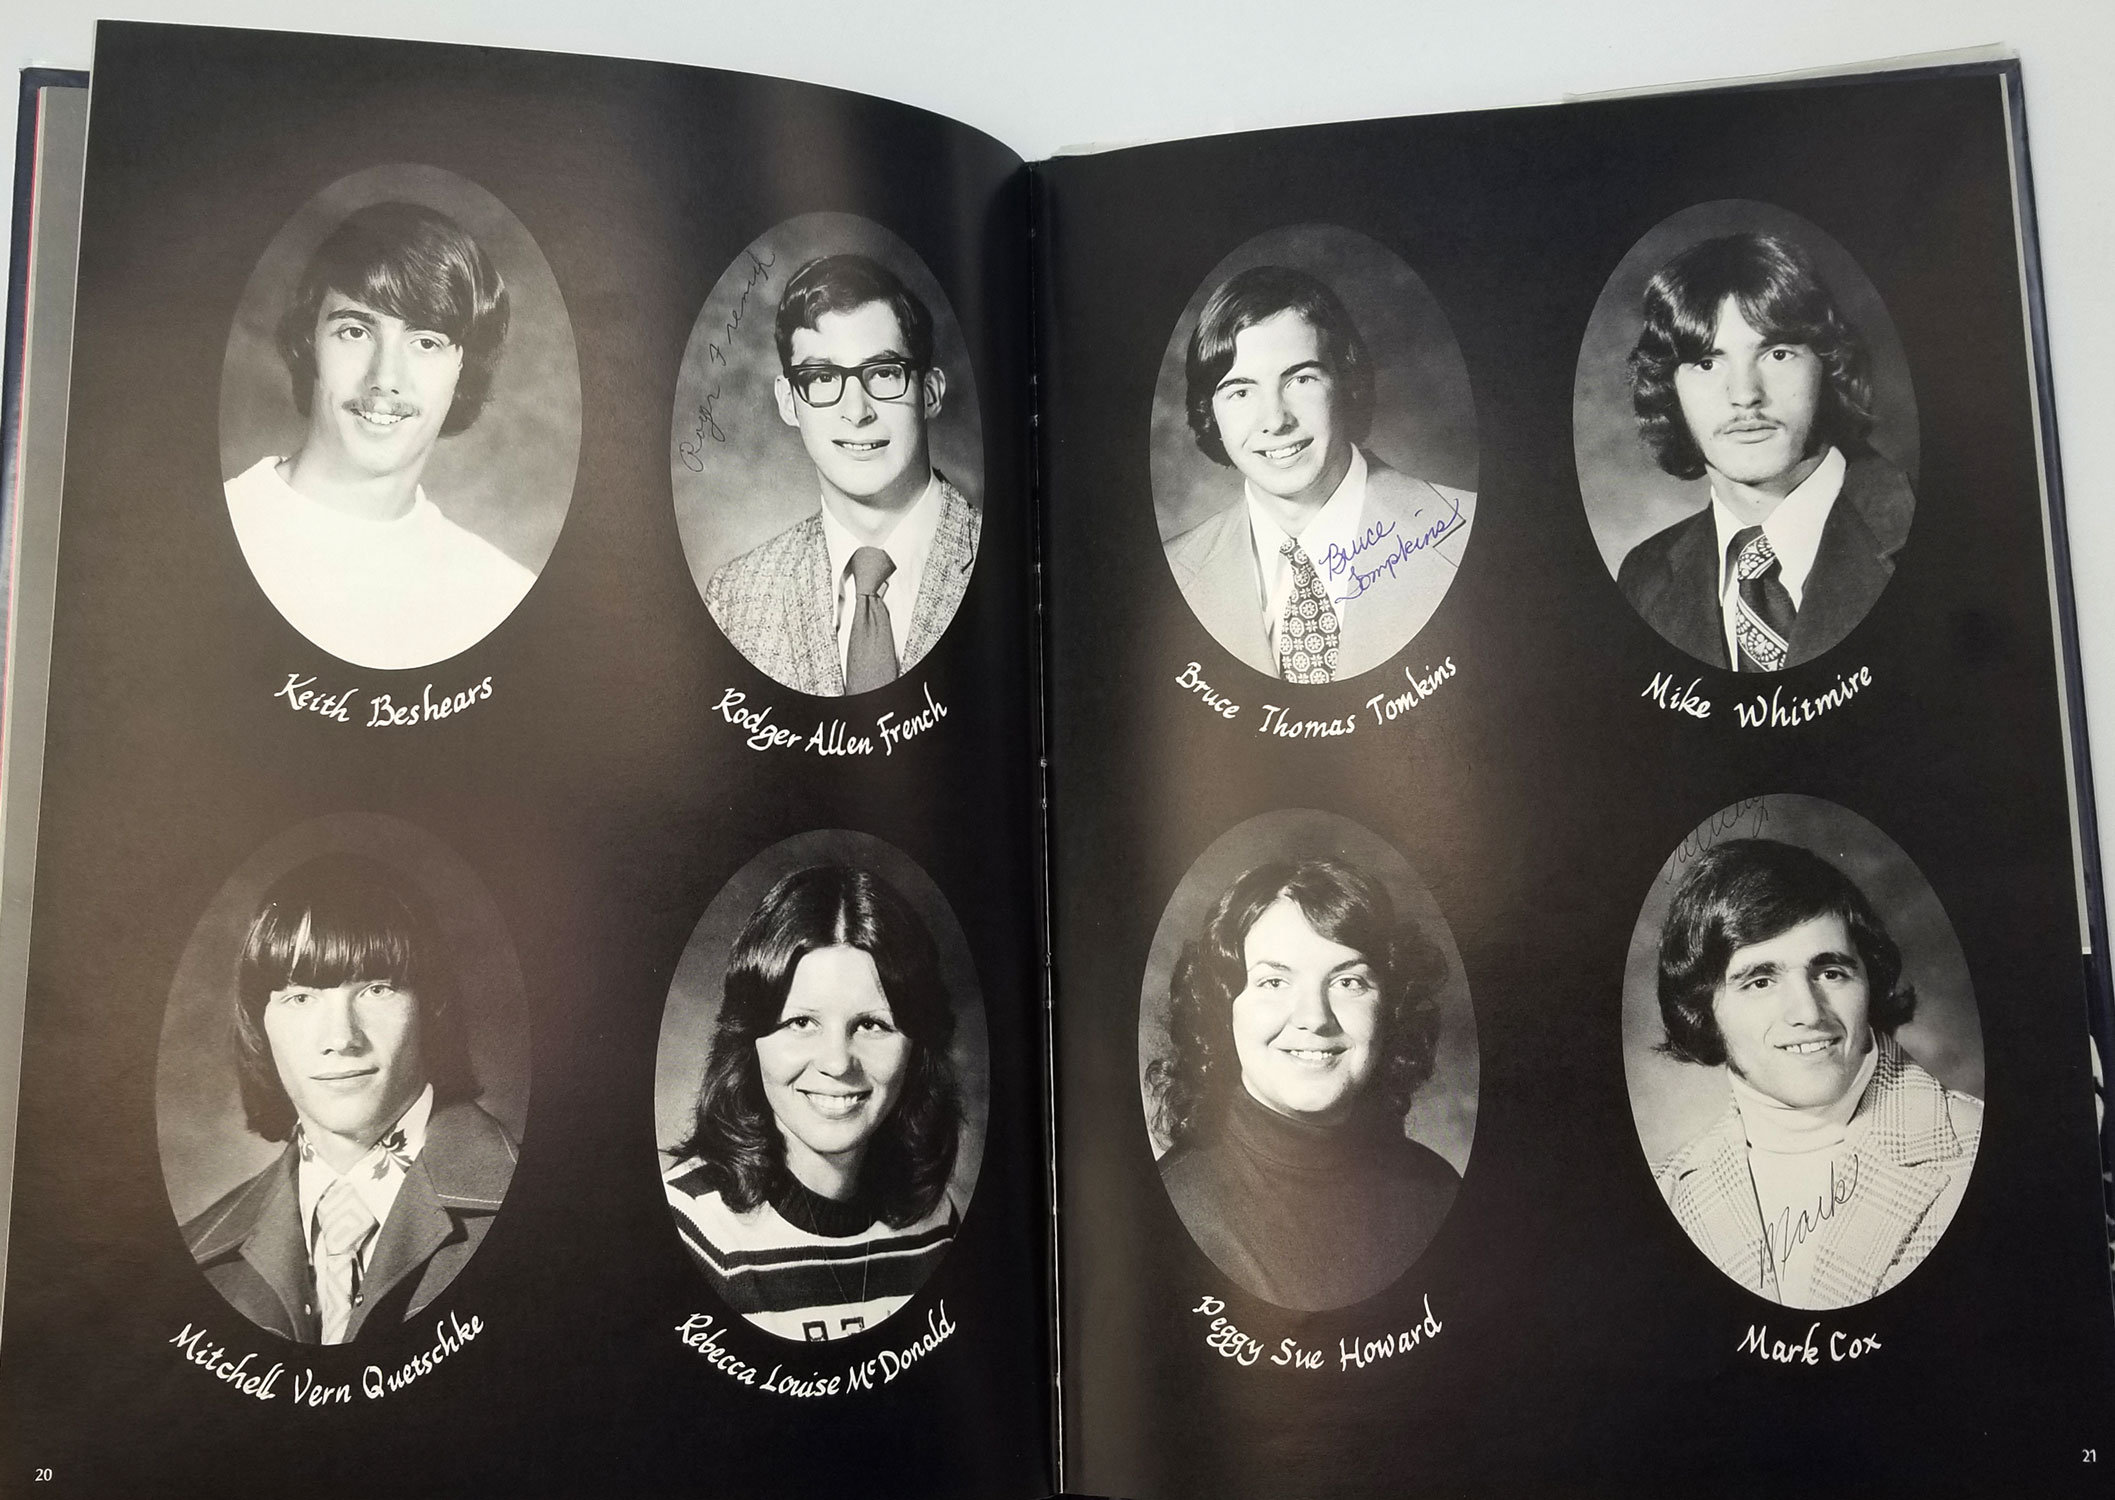 Roger French
Keith Beshears
Rodger Allen French
Mitchell Vern Quetschke
Rebecca Louise McDonald
20
Bruce
Tompkins
Bruce Thomas Tomkins
Mike Whitmire
Peggy Sue Howard
Mark
Mark Cox
21